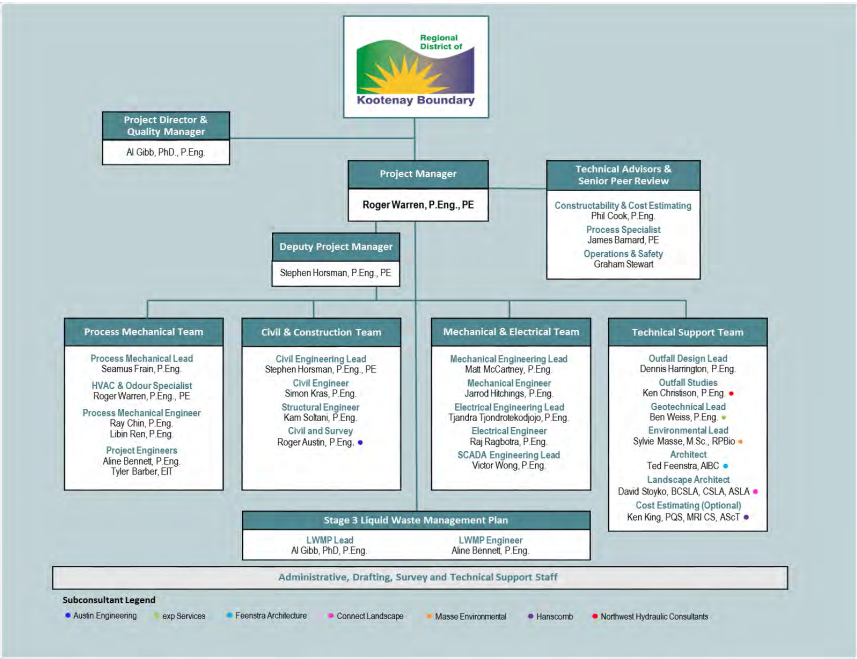 Regional
District of
Kootenay Boundary
Project Director &
Quality Manager
Al Gibb, PhD., P.Eng.
Project Manager
Roger Warren, P.Eng., PE
Technical Advisors &
Senior Peer Review
Constructability & Cost Estimating
Phil Cook, P.Eng.
Process Specialist
James Barnard, PE
Operations & Safety
Graham Stewart
Deputy Project Manager
Stephen Horsman, P.Eng., PE
Process Mechanical Team
Process Mechanical Lead
Seamus Frain, P.Eng.
HVAC & Odour Specialist
Roger Warren, P.Eng., PE
Process Mechanical Engineer
Ray Chin, P.Eng.
Libin Ren, P.Eng.
Project Engineers
Aline Bennett, P.Eng.
Tyler Barber, EIT
Civil & Construction Team
Civil Engineering Lead
Stephen Horsman, P.Eng., PE
Civil Engineer
Simon Kras, P.Eng.
Structural Engineer
Kam Soltani, P.Eng.
Civil and Survey
Roger Austin, P.Eng.
Mechanical & Electrical Team
Mechanical Engineering Lead
Matt McCartney, P.Eng.
Mechanical Engineer
Jarrod Hitchings, P.Eng.
Electrical Engineering Lead
Tjandra Tjondrotekodjojo, P.Eng.
Electrical Engineer
Raj Ragbotra, P.Eng.
SCADA Engineering Lead
Victor Wong, P.Eng.
Technical Support Team
Outfall Design Lead
Dennis Harrington, P.Eng.
Outfall Studies
Ken Christison, P.Eng.
Geotechnical Lead
Ben Weiss, P.Eng.
Environmental Lead
Sylvie Masse, M.Sc., RPBio
Architect
Ted Feenstra, AIBC
Landscape Architect
David Stoyko, BCSLA, CSLA, ASLA
Cost Estimating (Optional)
Ken King, PQS, MRI CS, AScT
Stage 3 Liquid Waste Management Plan
LWMP Lead
Al Gibb, PhD, P.Eng.
LWMP Engineer
Aline Bennett, P.Eng.
Administrative, Drafting, Survey and Technical Support Staff
Subconsultant Legend
Austin Engineering exp Services Feenstra Architecture Connect Landscape Masse Environmental Hanscomb Northwest Hydraulic Consultants